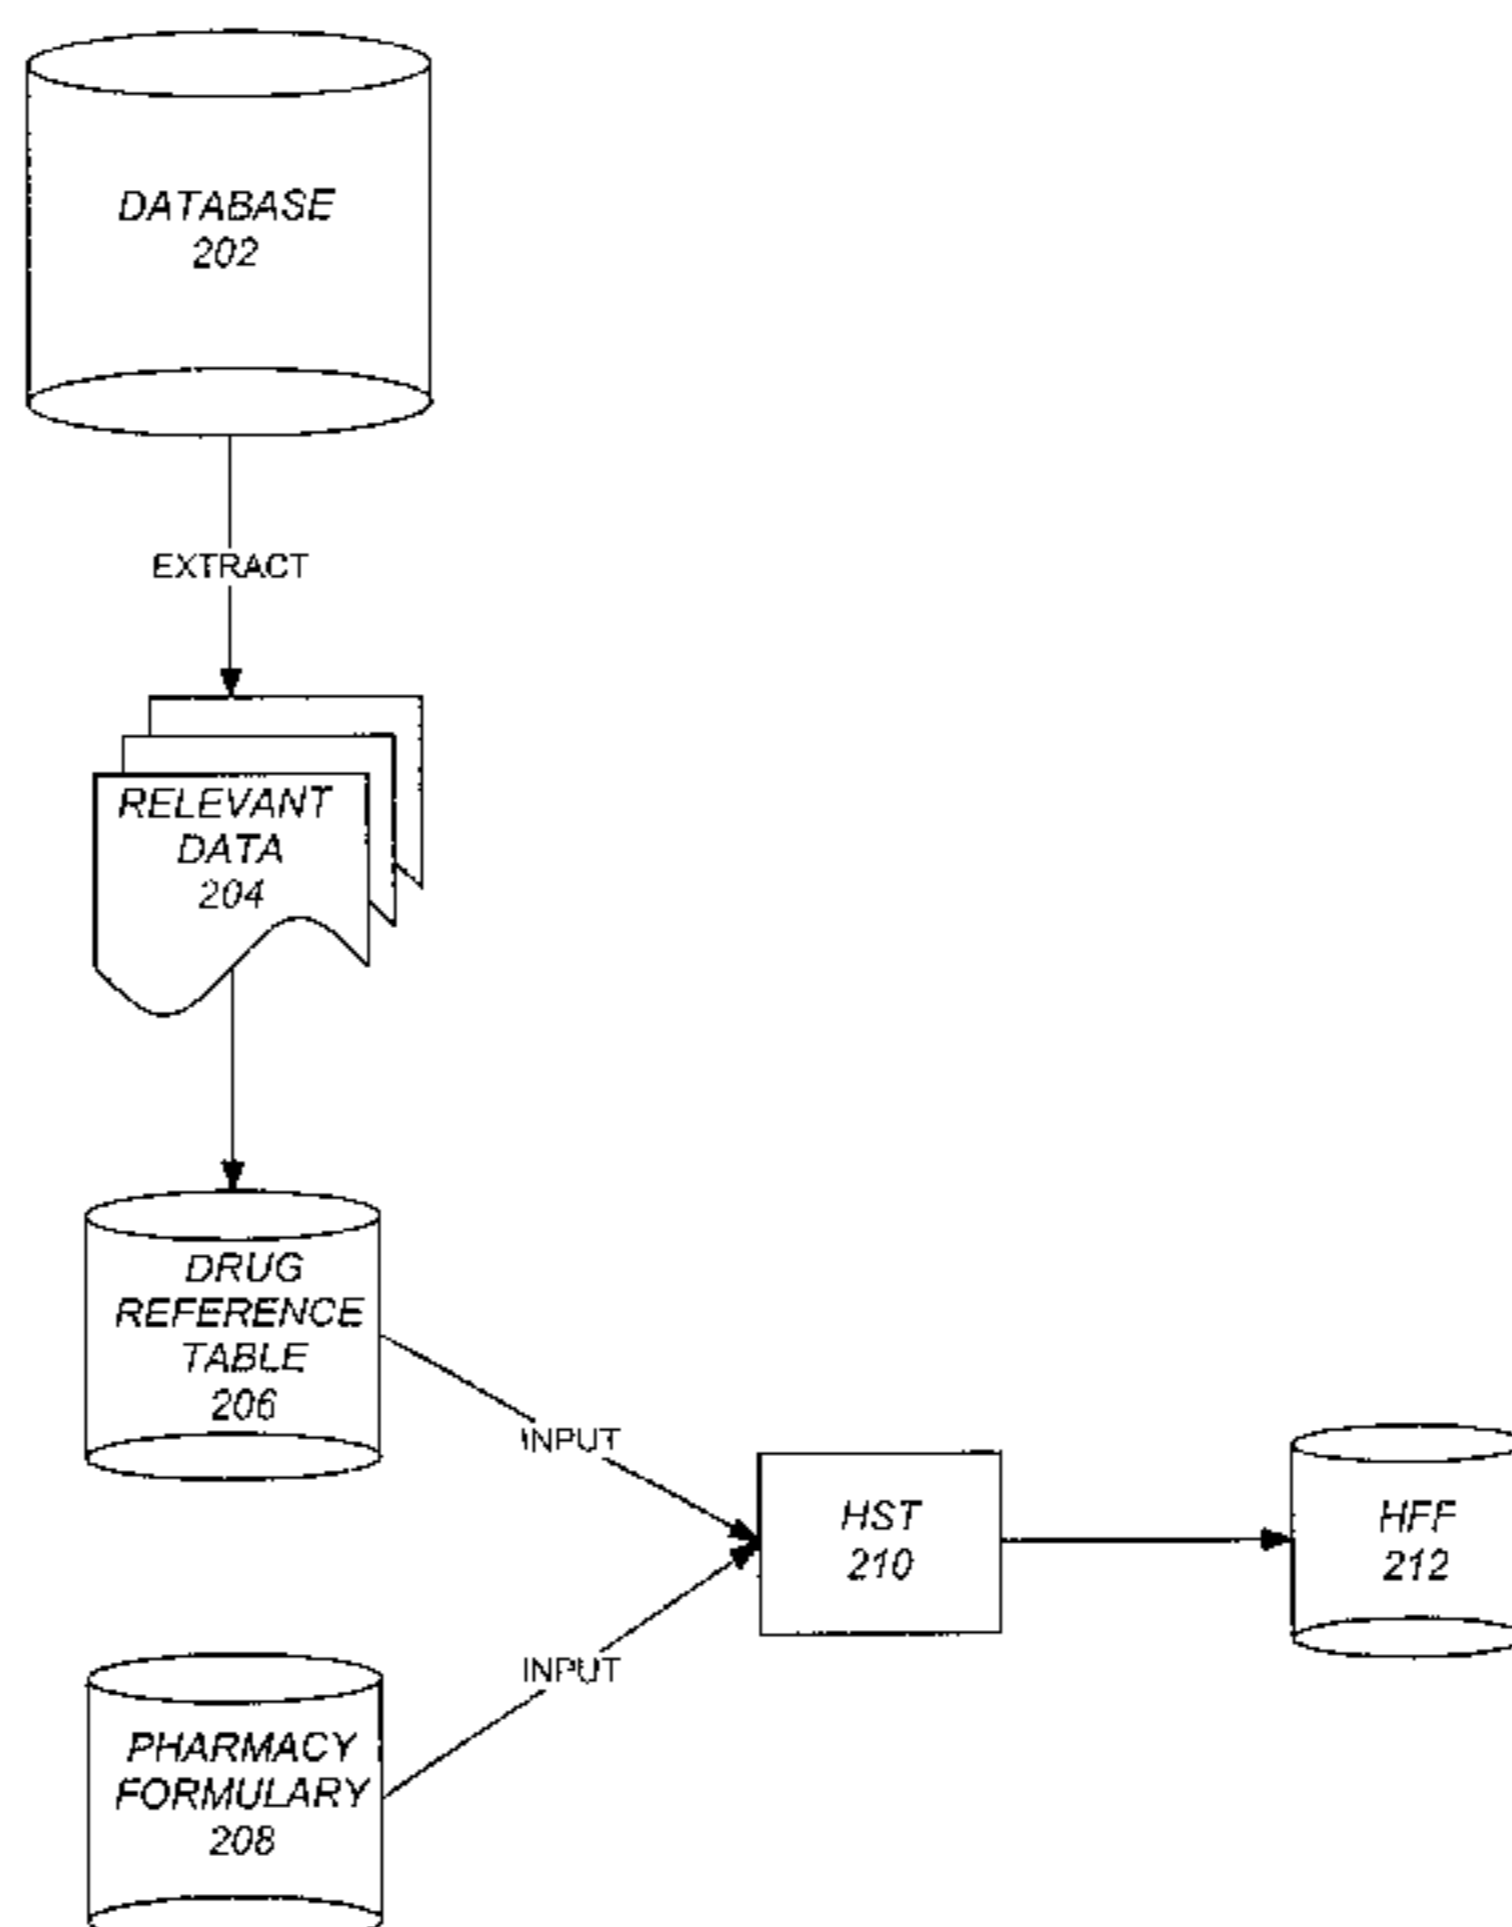 DATABASE
202
EXTRACT
RELEVANT
DATA
204
DRUG
REFERENCE
TABLE
206
INPUT
HST
210
HFF
212
INPUT
PHARMACY
FORMULARY
208